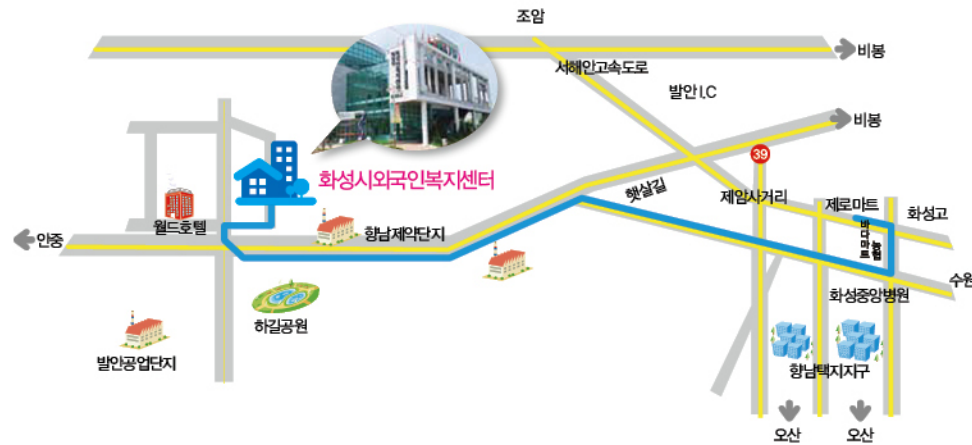 조암
비봉
서해안고속도로
발안 I.C
비봉
39
화성시외국인복지센터
햇살길
제암사거리
제로마트
화성고
월드호텔
향남제약단지
바다마트
농협
안중
수원
화성중앙병원
하길공원
발안공업단지
향남택지지구
오산
오산